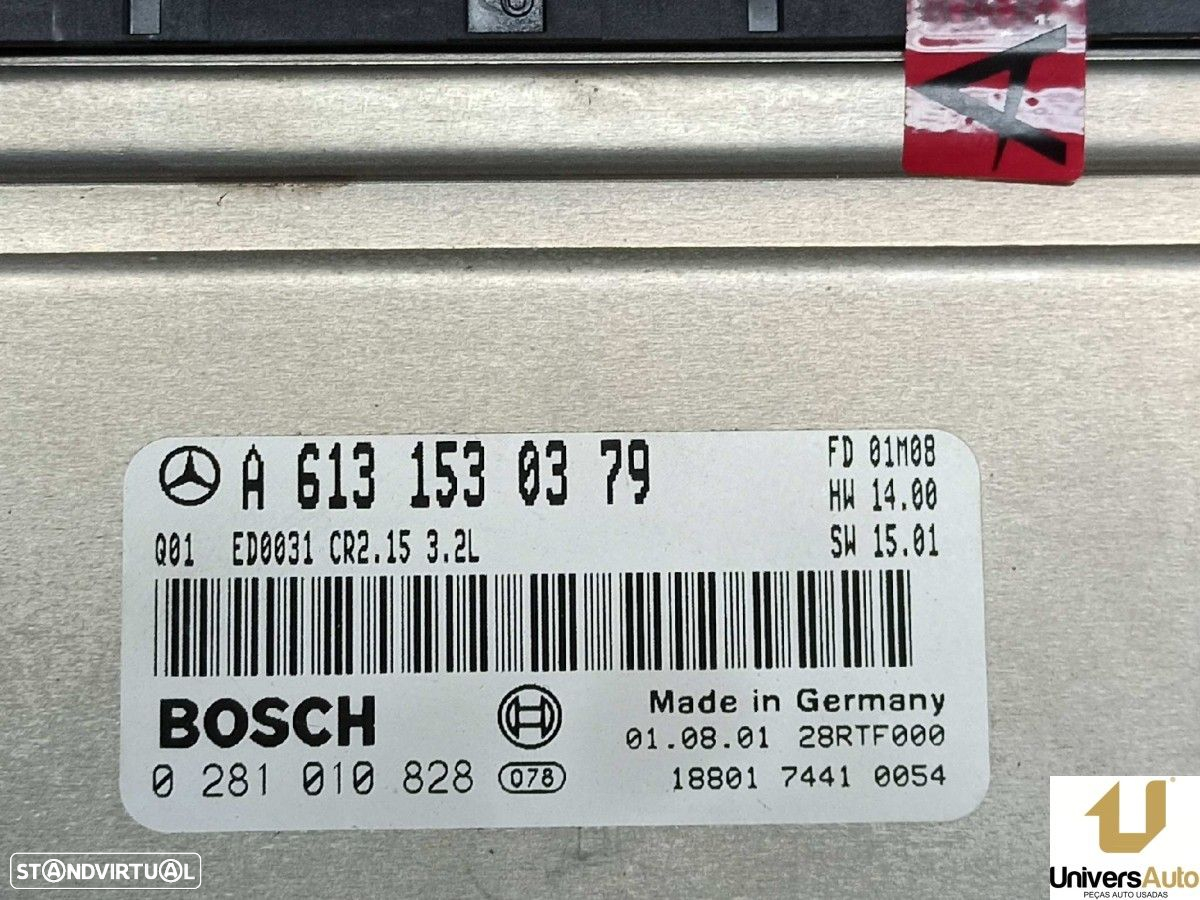 A
A 613 153 03 79
FD 01M08
HW 14.00
SW 15.01
Q01 ED0031 CR2.15 3.2L
BOSCH
Made in Germany
01.08.01 28RTF000
0 281 010 828 078
18801 7441 0054
STANDVIRTUAL
UniversAuto
PEÇAS AUTO USADAS